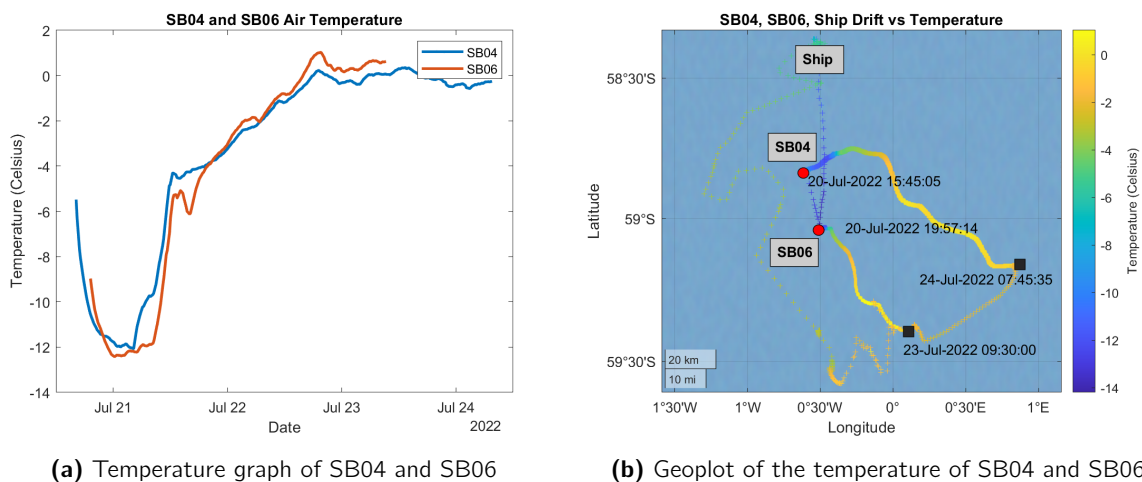 SB04 and SB06 Air Temperature
2
0
-2
-4
-6
-8
-10
-12
-14
Temperature (Celsius)
SB04
SB06
Jul 21
Jul 22
Jul 23
Jul 24
Date
2022
(a) Temperature graph of SB04 and SB06
SB04, SB06, Ship Drift vs Temperature
58°30'S
59°S
59°30'S
Latitude
Ship
SB04
20-Jul-2022 15:45:05
20-Jul-2022 19:57:14
SB06
24-Jul-2022 07:45:35
23-Jul-2022 09:30:00
20 km
10 mi
1°30'W
1°W
0°30'W
0°
0°30'E
1°E
Longitude
0
-2
-4
-6
-8
-10
-12
-14
Temperature (Celsius)
(b) Geoplot of the temperature of SB04 and SB06